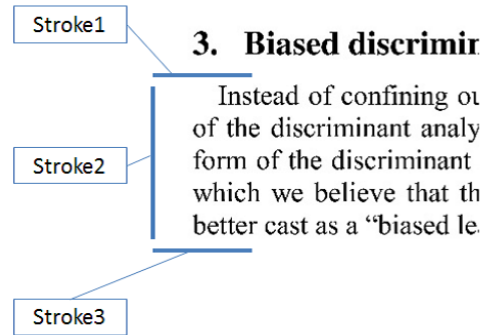 Stroke1
3. Biased discrimin
Instead of confining ou
of the discriminant analy
Stroke2
form of the discriminant
which we believe that th
better cast as a “biased le
Stroke3